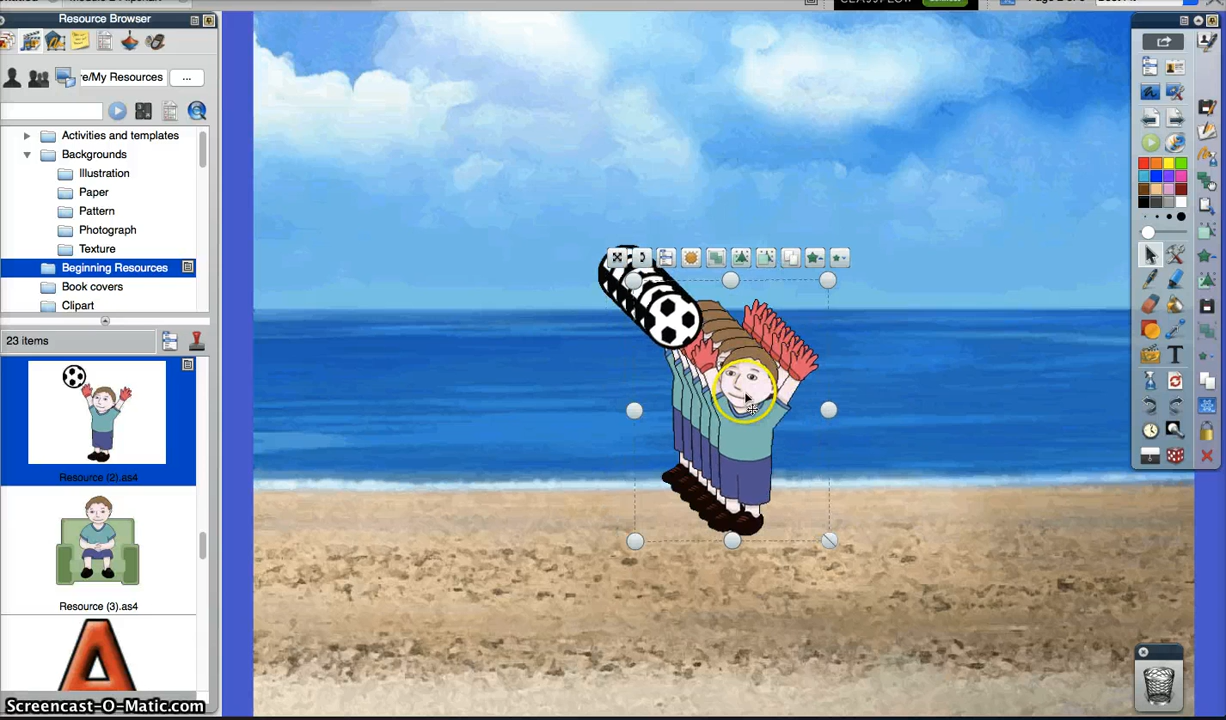 Resource Browser
CLASSFLOW
e/My Resources
...
Activities and templates
Backgrounds
Illustration
Paper
Pattern
Photograph
Texture
Beginning Resources
Book covers
Clipart
23 items
Resource (2).as4
Resource (3).as4
A
T
Screencast-O-Matic.com